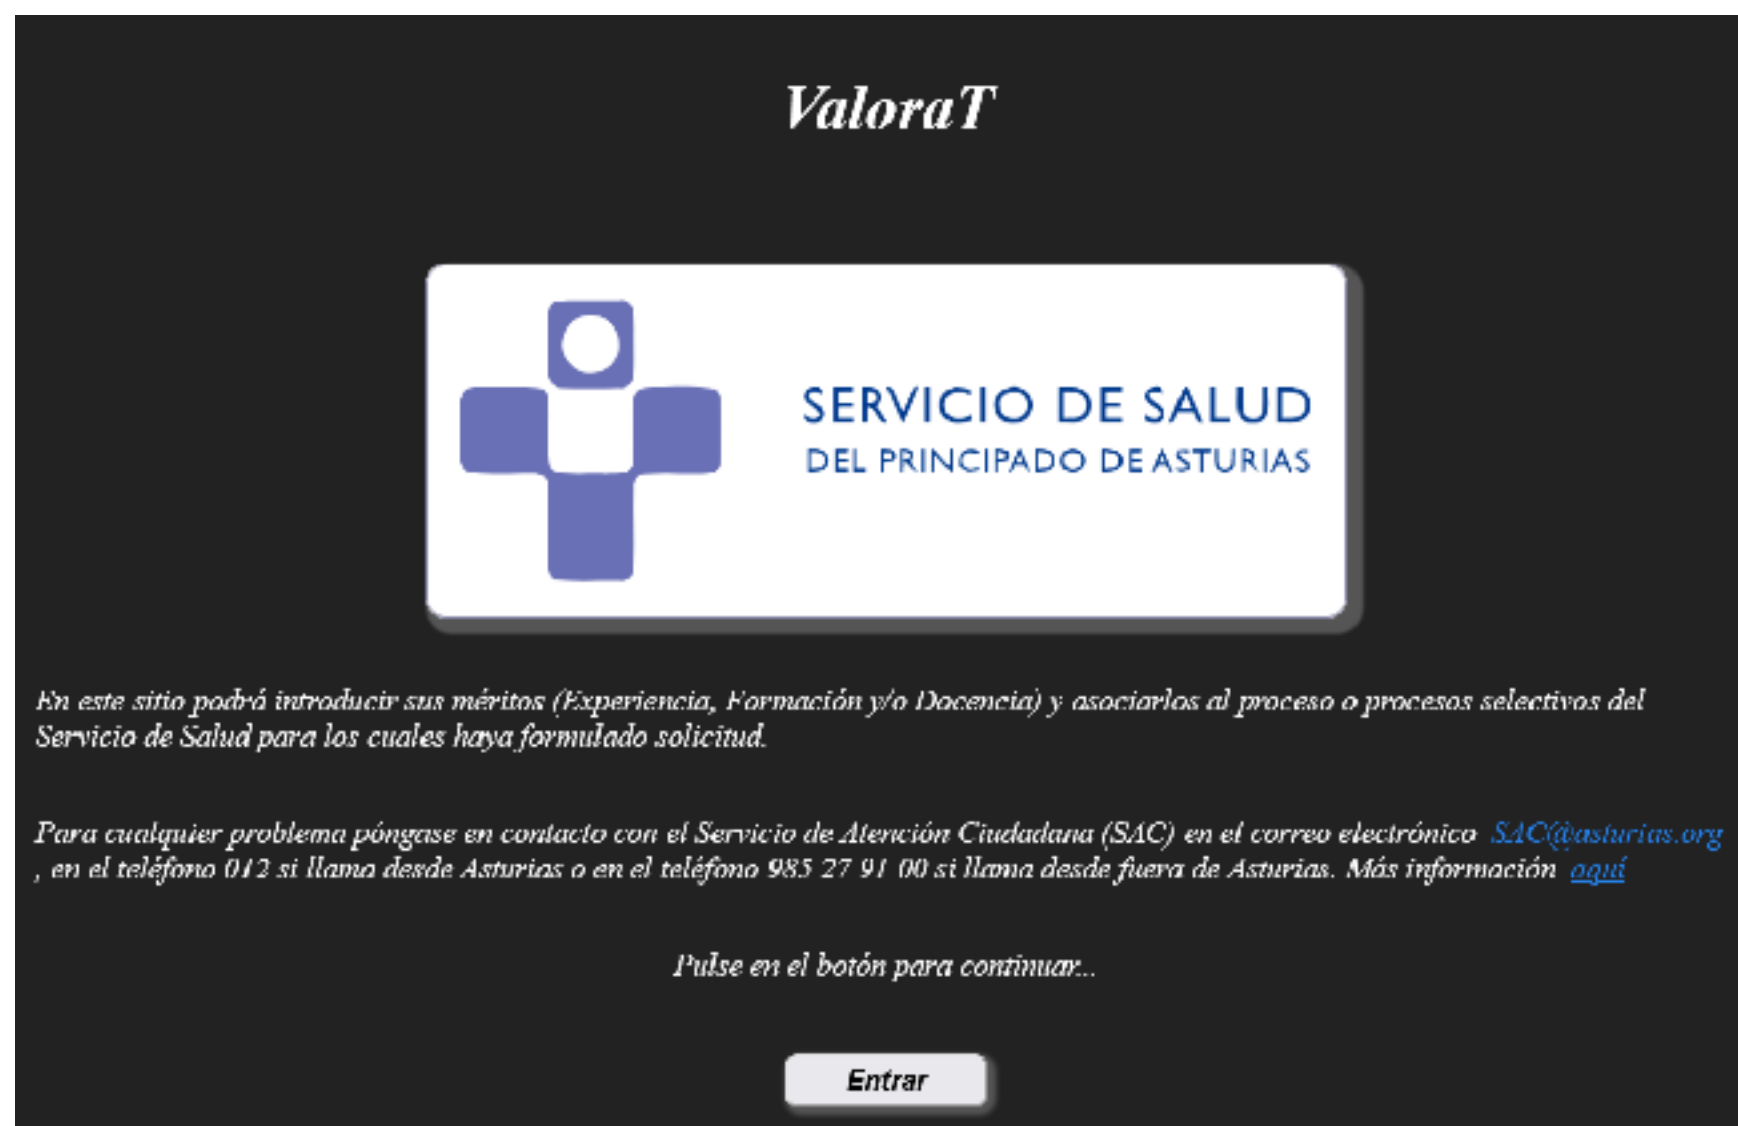 ValoraT
SERVICIO DE SALUD
DEL PRINCIPADO DE ASTURIAS
En este sitio podrá introducir sus méritos (Experiencia, Formación y/o Docencia) y asociarlos al proceso o procesos selectivos del
Servicio de Salud para los cuales haya formulado solicitud.
Para cualquier problema póngase en contacto con el Servicio de Atención Ciudadana (SAC) en el correo electrónico SAC@asturias.org
, en el teléfono 012 si llama desde Asturias o en el teléfono 985 27 91 00 si llama desde fuera de Asturias. Más información aquí
Pulse en el botón para continuar...
Entrar